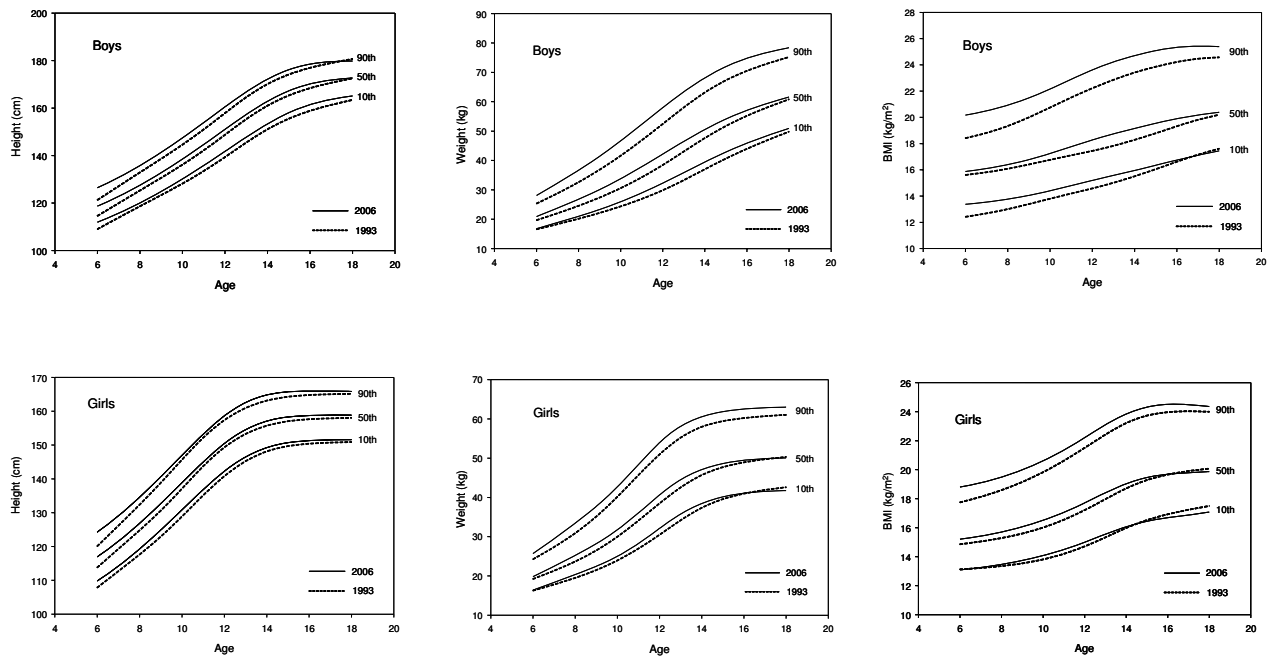 200
180
160
140
120
100
4 6 8 10 12 14 16 18 20
Height (cm)
Age
Boys
90th
50th
10th
2006
1993
90
80
70
60
50
40
30
20
10
4 6 8 10 12 14 16 18 20
Weight (kg)
Age
Boys
90th
50th
10th
2006
1993
28
26
24
22
20
18
16
14
12
10
4 6 8 10 12 14 16 18 20
BMI (kg/m²)
Age
Boys
90th
50th
10th
2006
1993
170
160
150
140
130
120
110
100
4 6 8 10 12 14 16 18 20
Height (cm)
Age
Girls
90th
50th
10th
2006
1993
70
60
50
40
30
20
10
4 6 8 10 12 14 16 18 20
Weight (kg)
Age
Girls
90th
50th
10th
2006
1993
26
24
22
20
18
16
14
12
10
4 6 8 10 12 14 16 18 20
BMI (kg/m²)
Age
Girls
90th
50th
10th
2006
1993